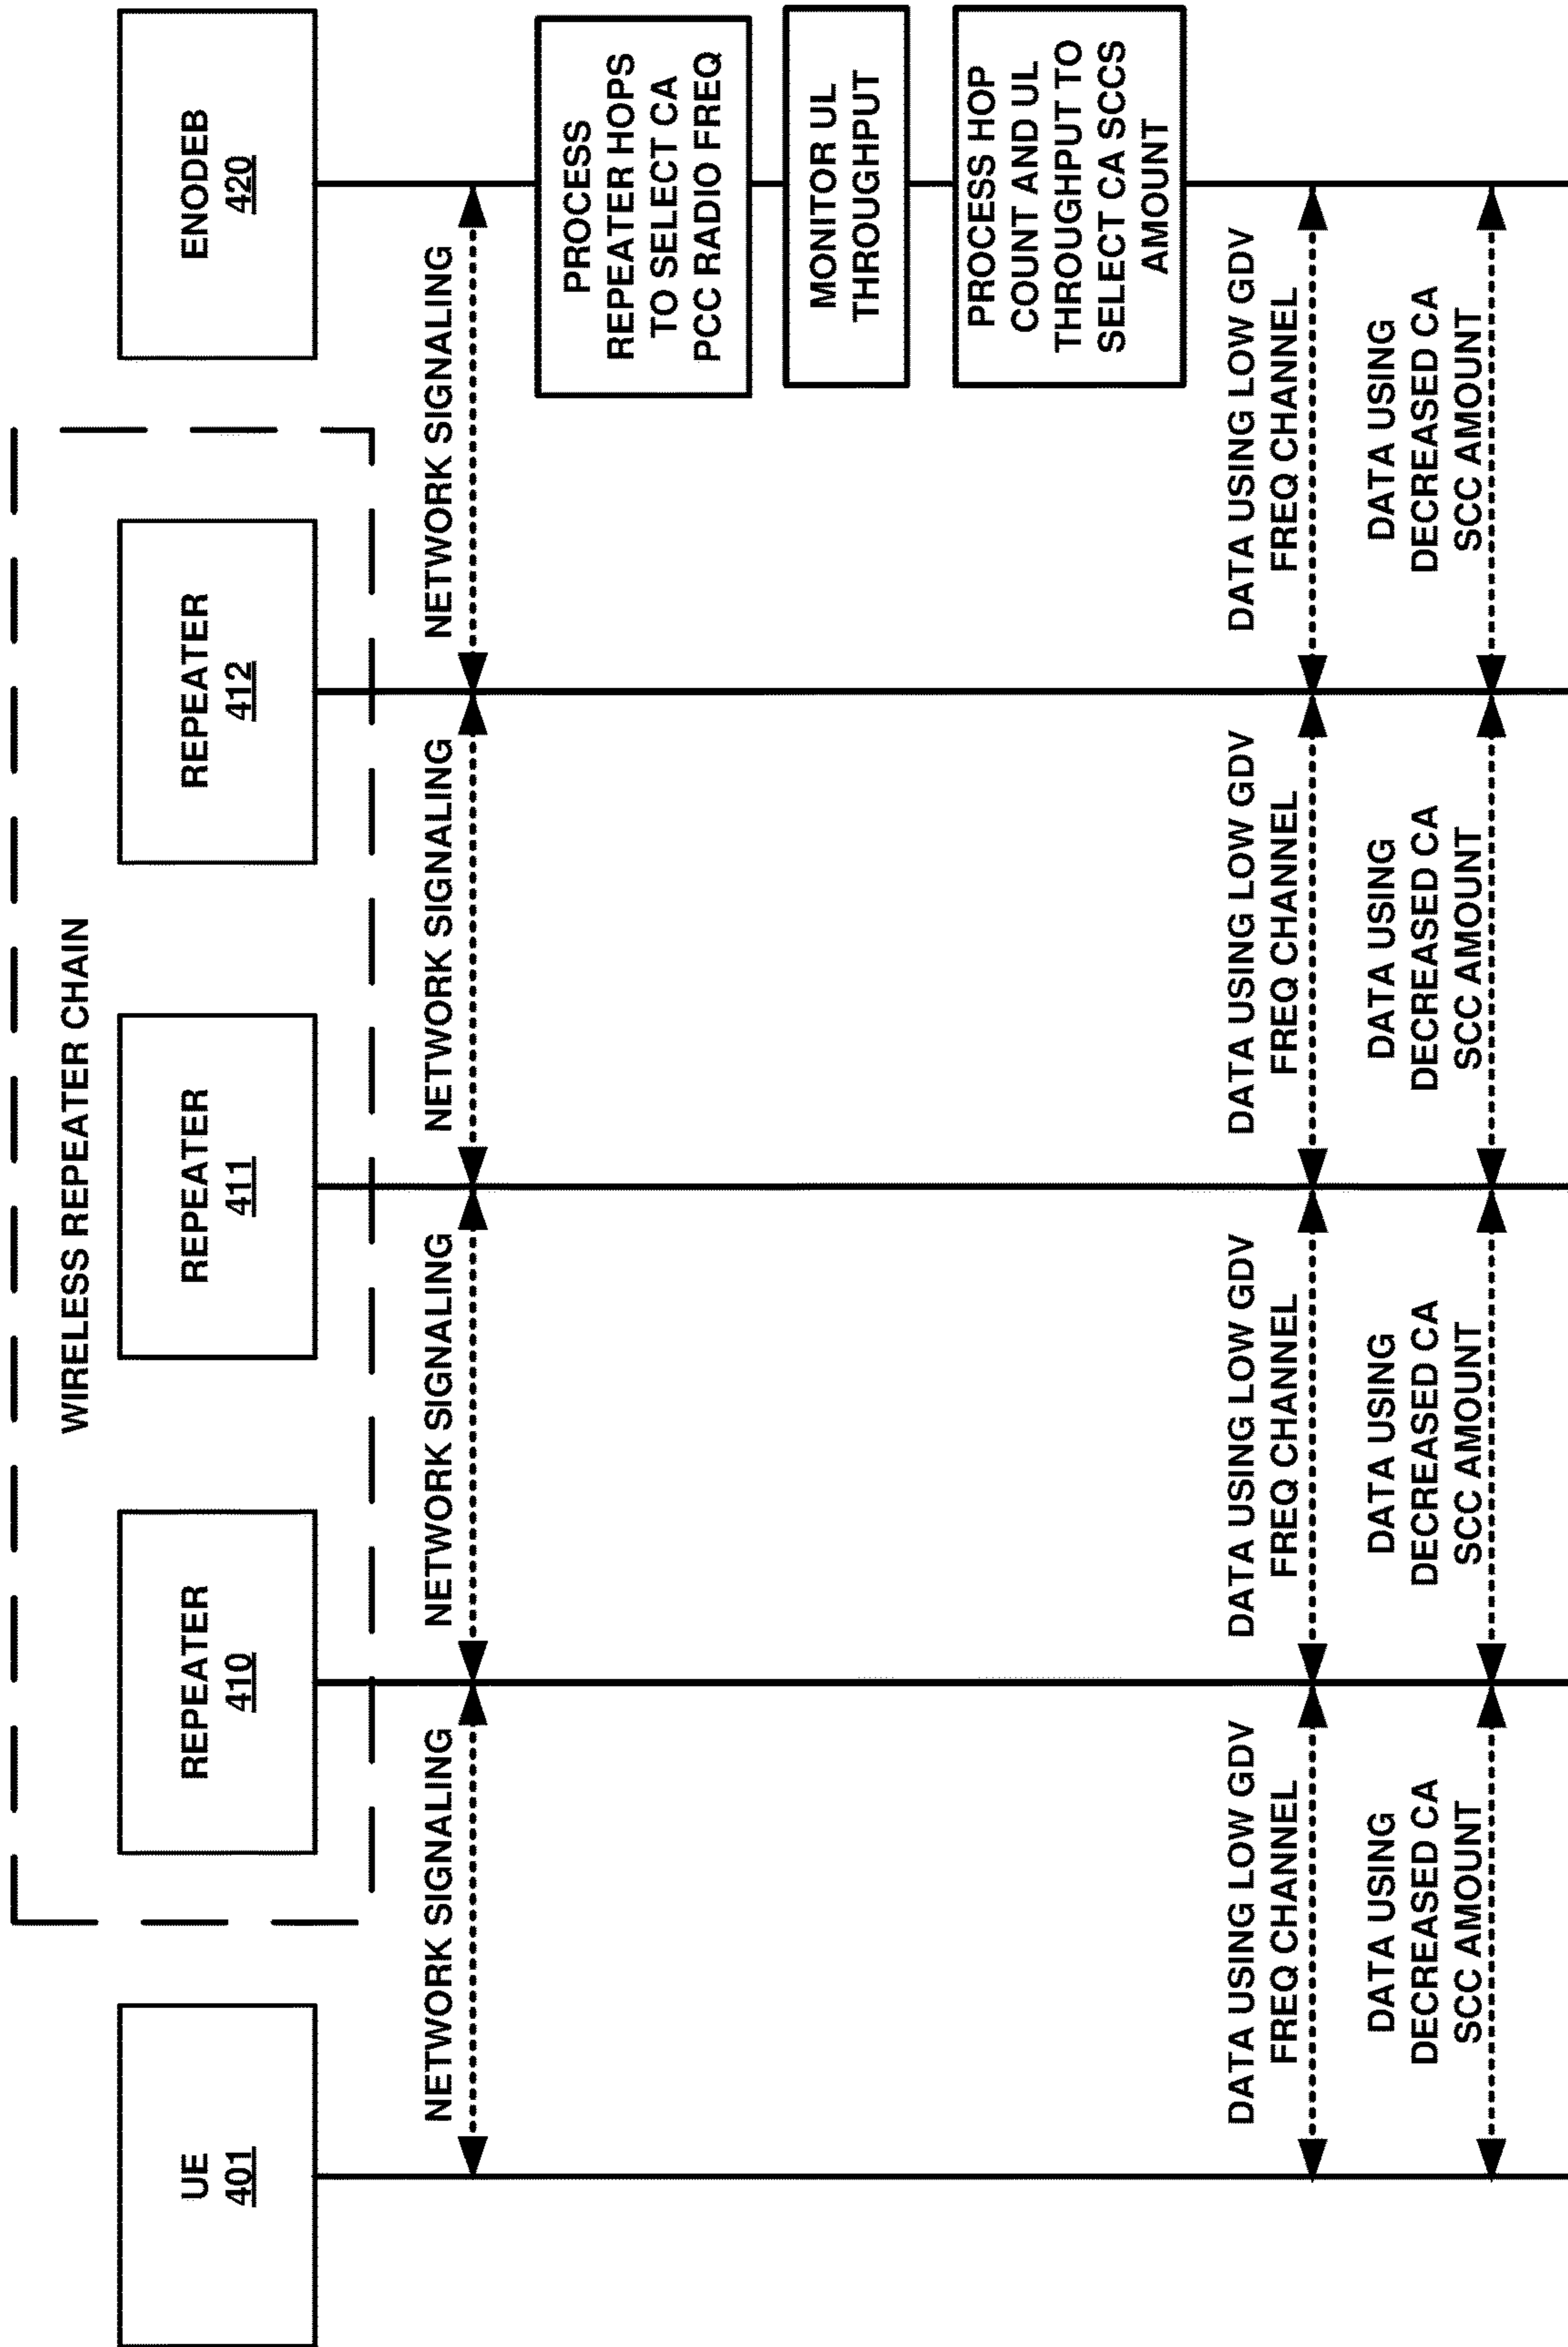 WIRELESS REPEATER CHAIN
UE
401
REPEATER
410
REPEATER
411
REPEATER
412
ENODEB
420
NETWORK SIGNALING
NETWORK SIGNALING
NETWORK SIGNALING
NETWORK SIGNALING
PROCESS
REPEATER HOPS
TO SELECT CA
PCC RADIO FREQ
MONITOR UL
THROUGHPUT
PROCESS HOP
COUNT AND UL
THROUGHPUT TO
SELECT CA SCCS
AMOUNT
DATA USING LOW GDV
FREQ CHANNEL
DATA USING LOW GDV
FREQ CHANNEL
DATA USING LOW GDV
FREQ CHANNEL
DATA USING LOW GDV
FREQ CHANNEL
DATA USING
DECREASED CA
SCC AMOUNT
DATA USING
DECREASED CA
SCC AMOUNT
DATA USING
DECREASED CA
SCC AMOUNT
DATA USING
DECREASED CA
SCC AMOUNT